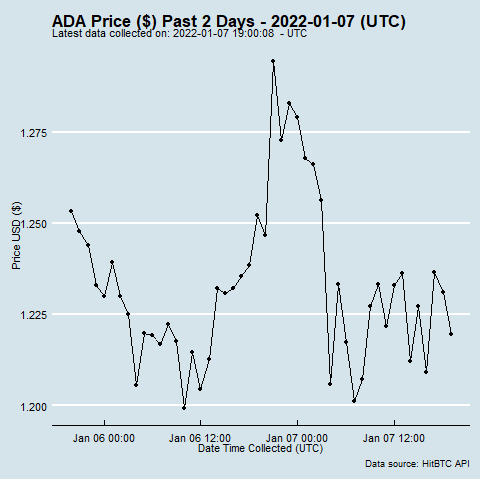 ADA Price ($) Past 2 Days - 2022-01-07 (UTC)
Latest data collected on: 2022-01-07 19:00:08 - UTC
1.275
1.250
1.225
1.200
Price USD ($)
Jan 06 00:00 Jan 06 12:00 Jan 07 00:00 Jan 07 12:00
Date Time Collected (UTC)
Data source: HitBTC API